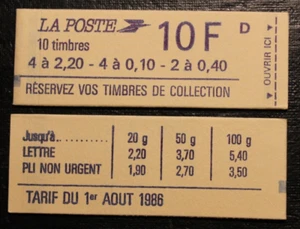 LA POSTE 10 F D
10 timbres
4 à 2,20 - 4 à 0,10 - 2 à 0,40
RÉSERVEZ VOS TIMBRES DE COLLECTION
OUVRIR ICI
Jusqu'à 20 g 50 g 100 g
LETTRE 2,20 3,70 5,40
PLI NON URGENT 1,90 2,70 3,50
TARIF DU 1er AOUT 1986